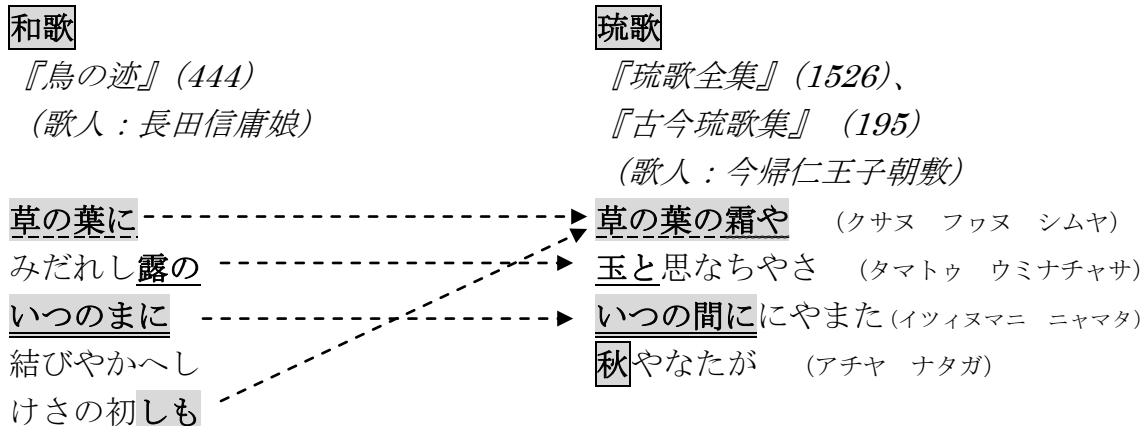 和歌
『鳥の迹』(444)
(歌人：長田信庸娘)
草の葉に
みだれし露の
いつのまに
結びやかへし
けさの初しも
琉歌
『琉歌全集』(1526)、
『古今琉歌集』 (195)
(歌人：今帰仁王子朝敷)
草の葉の霜や (クサヌ フヮヌ シムヤ)
玉と思なちやさ (タマトゥ ウミナチャサ)
いつの間ににやまた (イツィヌマニ ニャマタ)
秋やなたが (アチヤ ナタガ)